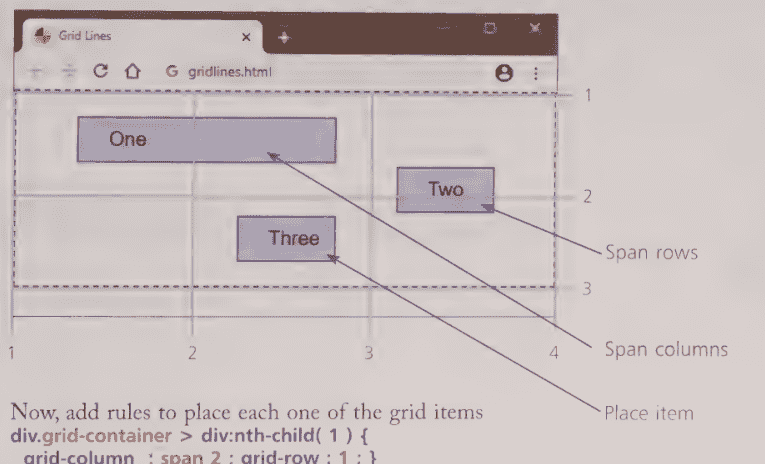 Grid Lines
gridlines.html
1
One
Two
2
Three
Span rows
3
1 2 3 4
Span columns
Place item
Now, add rules to place each one of the grid items
div.grid-container > div:nth-child( 1 ) {
grid-column : span 2 ; grid-row : 1 ; }